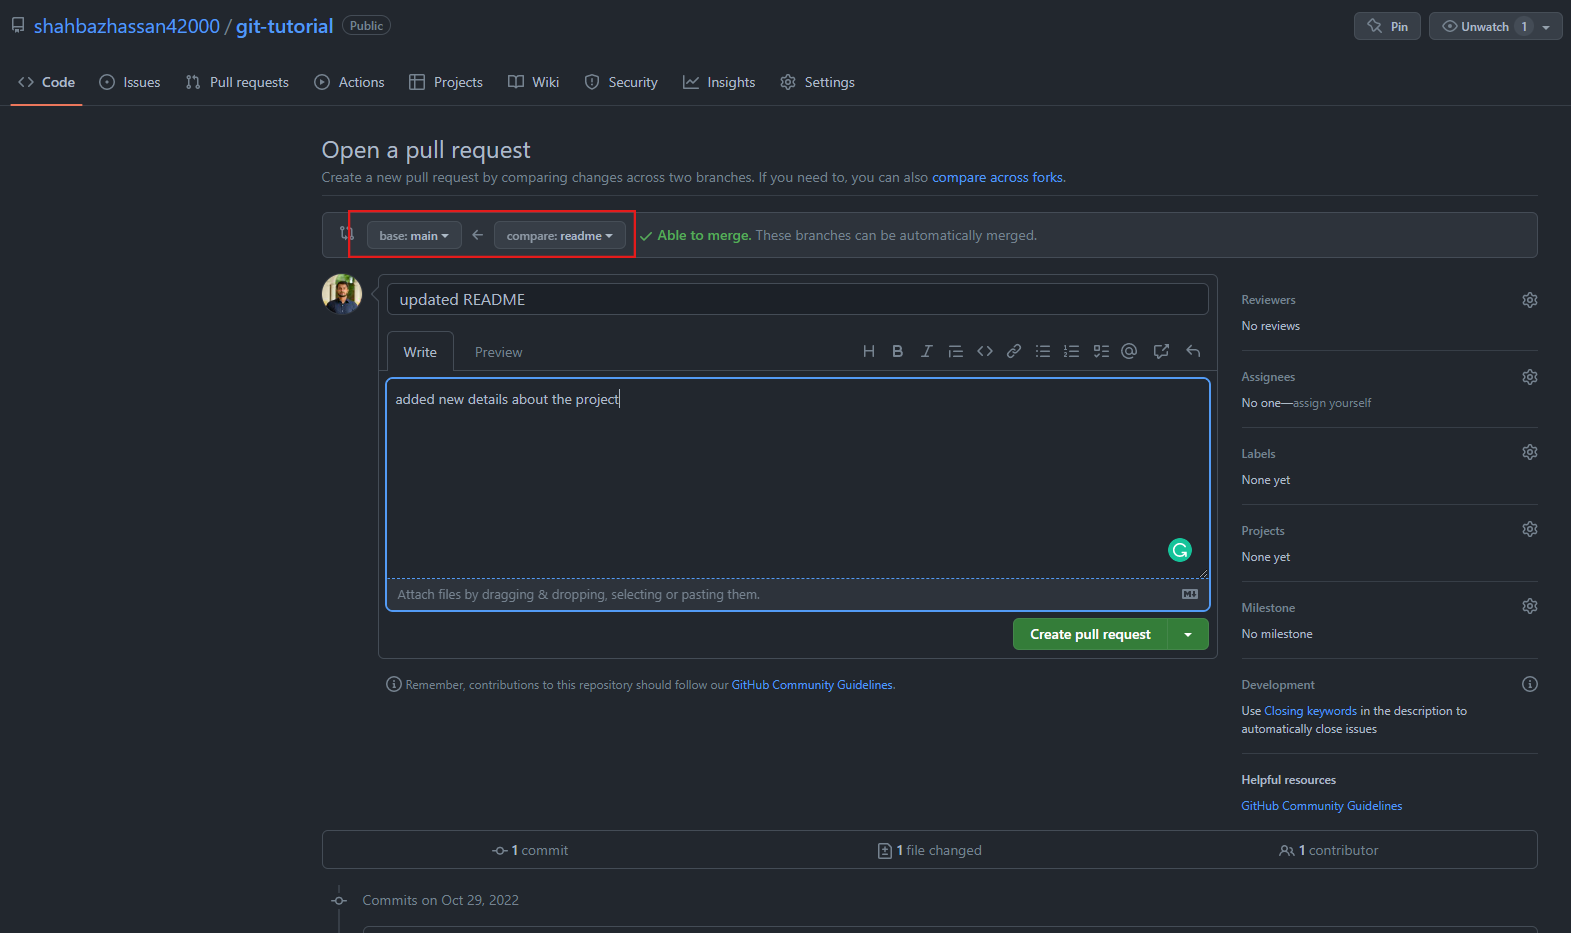 shahbazhassan42000 / git-tutorial Public Pin Unwatch 1
Code Issues Pull requests Actions Projects Wiki Security Insights Settings
Open a pull request
Create a new pull request by comparing changes across two branches. If you need to, you can also compare across forks.
base: main compare: readme Able to merge. These branches can be automatically merged.
updated README
Write Preview
added new details about the project
Attach files by dragging & dropping, selecting or pasting them.
Create pull request
Remember, contributions to this repository should follow our GitHub Community Guidelines.
Reviewers
No reviews
Assignees
No one—assign yourself
Labels
None yet
Projects
None yet
Milestone
No milestone
Development
Use Closing keywords in the description to
automatically close issues
Helpful resources
GitHub Community Guidelines
1 commit 1 file changed 1 contributor
Commits on Oct 29, 2022